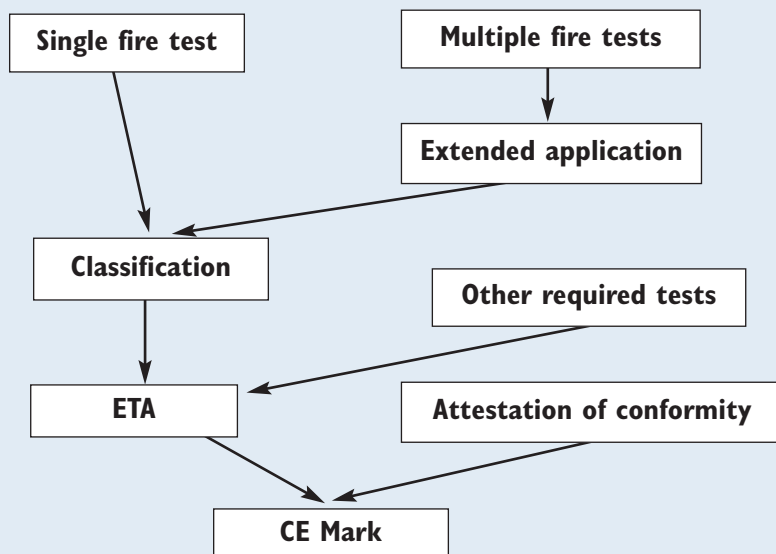 Single fire test
Multiple fire tests
Extended application
Classification
Other required tests
ETA
Attestation of conformity
CE Mark